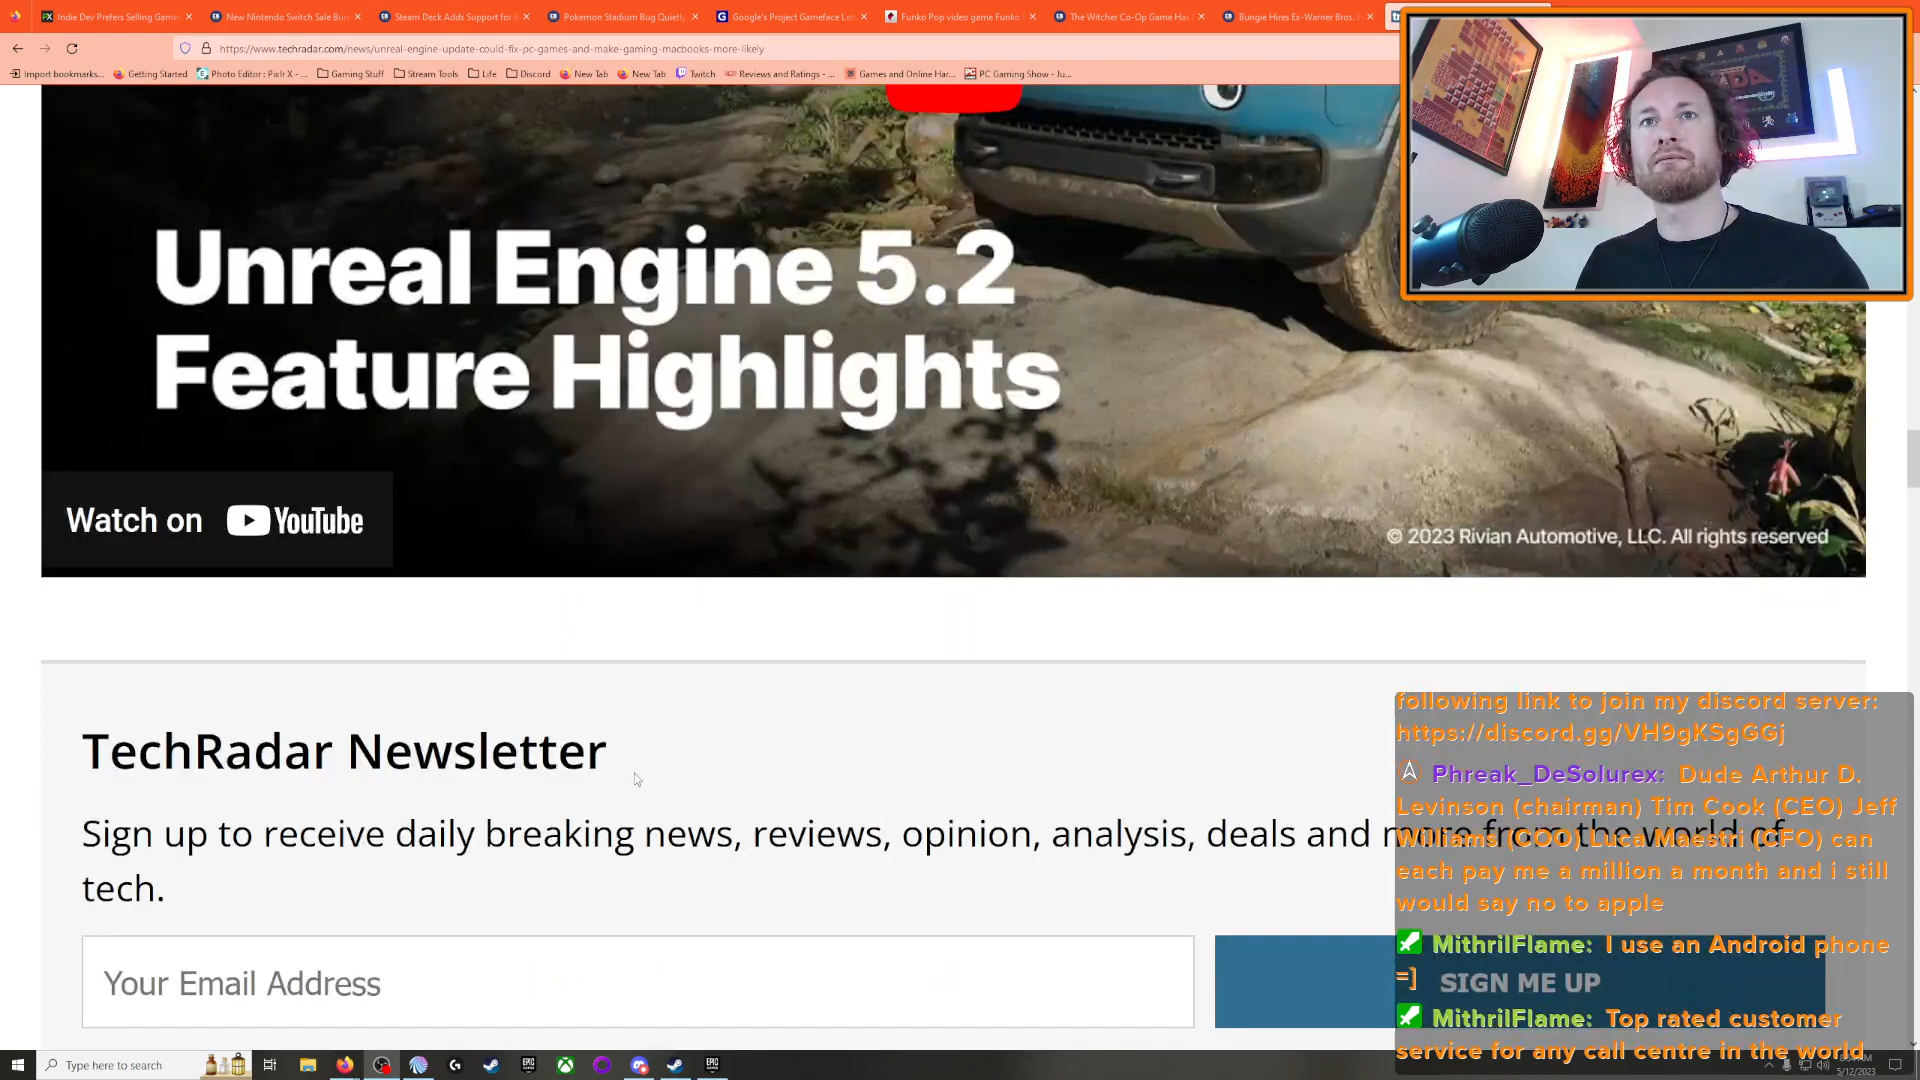 Indie Dev Prefers Selling Games
New Nintendo Switch Sale Bun
Steam Deck Adds Support for
Pokemon Stadium Bug Quietly
Google's Project Gameface Let
Funko Pop video game Funko
The Witcher Co-Op Game Has
Bungie Hires Ex-Warner Bros. E
https://www.techradar.com/news/unreal-engine-update-could-fix-pc-games-and-make-gaming-macbooks-more-likely
Import bookmarks...
Getting Started
Photo Editor : Pixlr X - ...
Gaming Stuff
Stream Tools
Life
Discord
New Tab
New Tab
Twitch
Reviews and Ratings - ...
Games and Online Har...
PC Gaming Show - Ju...
Unreal Engine 5.2
Feature Highlights
Watch on YouTube
© 2023 Rivian Automotive, LLC. All rights reserved
TechRadar Newsletter
Sign up to receive daily breaking news, reviews, opinion, analysis, deals and more from the world of
tech.
Your Email Address
SIGN ME UP
following link to join my discord server:
https://discord.gg/VH9gKSgGGj
Phreak_DeSolurex: Dude Arthur D.
Levinson (chairman) Tim Cook (CEO) Jeff
Williams (COO) Luca Maestri (CFO) can
each pay me a million a month and i still
would say no to apple
MithrilFlame: I use an Android phone
=]
MithrilFlame: Top rated customer
service for any call centre in the world
Type here to search
5/12/2023